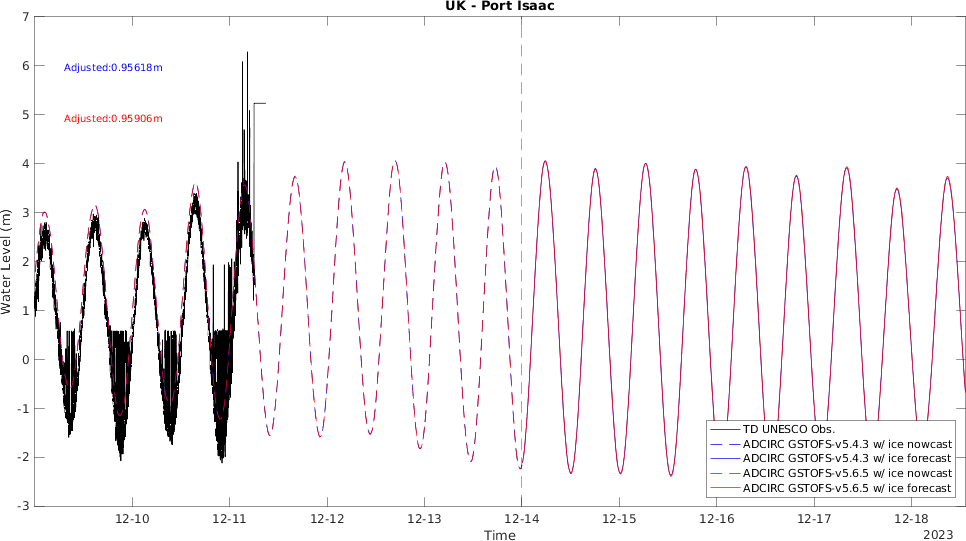 UK - Port Isaac
7
6
5
4
3
2
1
0
-1
-2
-3
Water Level (m)
Adjusted:0.95618m
Adjusted:0.95906m
TD UNESCO Obs.
ADCIRC GSTOFS-v5.4.3 w/ ice nowcast
ADCIRC GSTOFS-v5.4.3 w/ ice forecast
ADCIRC GSTOFS-v5.6.5 w/ ice nowcast
ADCIRC GSTOFS-v5.6.5 w/ ice forecast
12-10 12-11 12-12 12-13 12-14 12-15 12-16 12-17 12-18
Time
2023